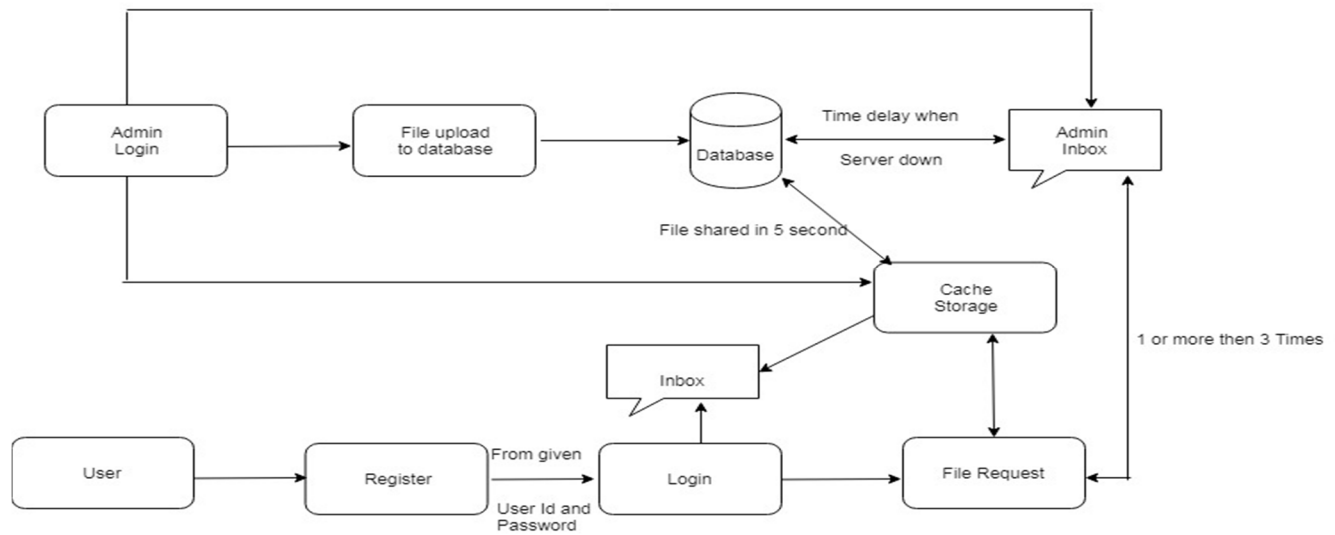 Admin
Login
File upload
to database
Database
Time delay when
Server down
Admin
Inbox
File shared in 5 second
Cache
Storage
1 or more then 3 Times
Inbox
User
Register
From given
User Id and
Password
Login
File Request